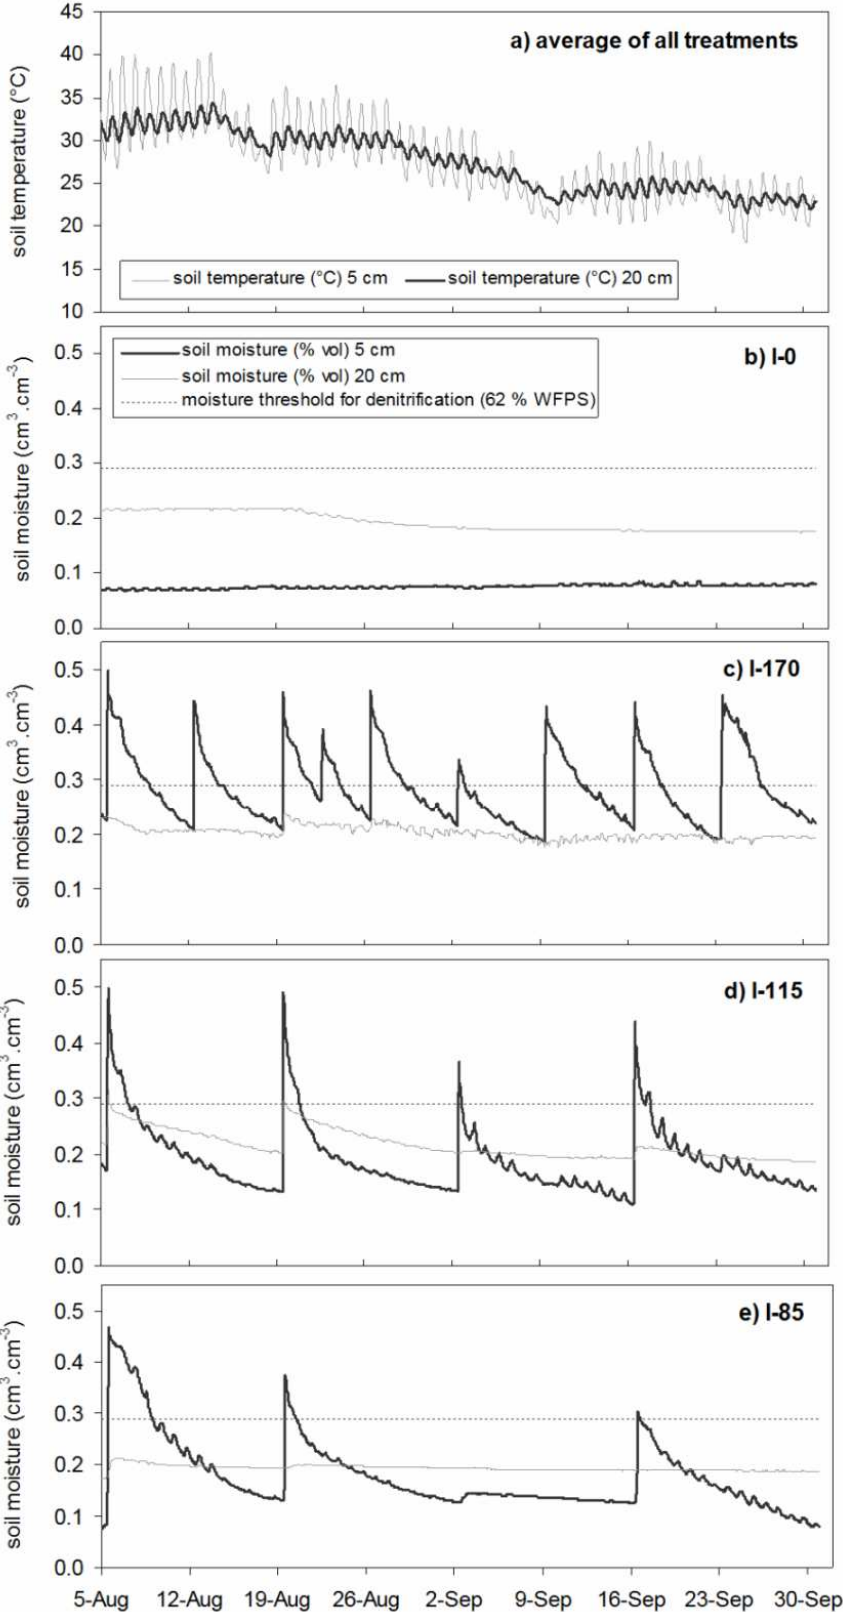 a) average of all treatments
soil temperature (°C)
45
40
35
30
25
20
15
10
soil temperature (°C) 5 cm
soil temperature (°C) 20 cm
b) I-0
soil moisture (cm³.cm⁻³)
0.5
0.4
0.3
0.2
0.1
0.0
soil moisture (% vol) 5 cm
soil moisture (% vol) 20 cm
moisture threshold for denitrification (62 % WFPS)
c) I-170
soil moisture (cm³.cm⁻³)
0.5
0.4
0.3
0.2
0.1
0.0
d) I-115
soil moisture (cm³.cm⁻³)
0.5
0.4
0.3
0.2
0.1
0.0
e) I-85
soil moisture (cm³.cm⁻³)
0.5
0.4
0.3
0.2
0.1
0.0
5-Aug 12-Aug 19-Aug 26-Aug 2-Sep 9-Sep 16-Sep 23-Sep 30-Sep